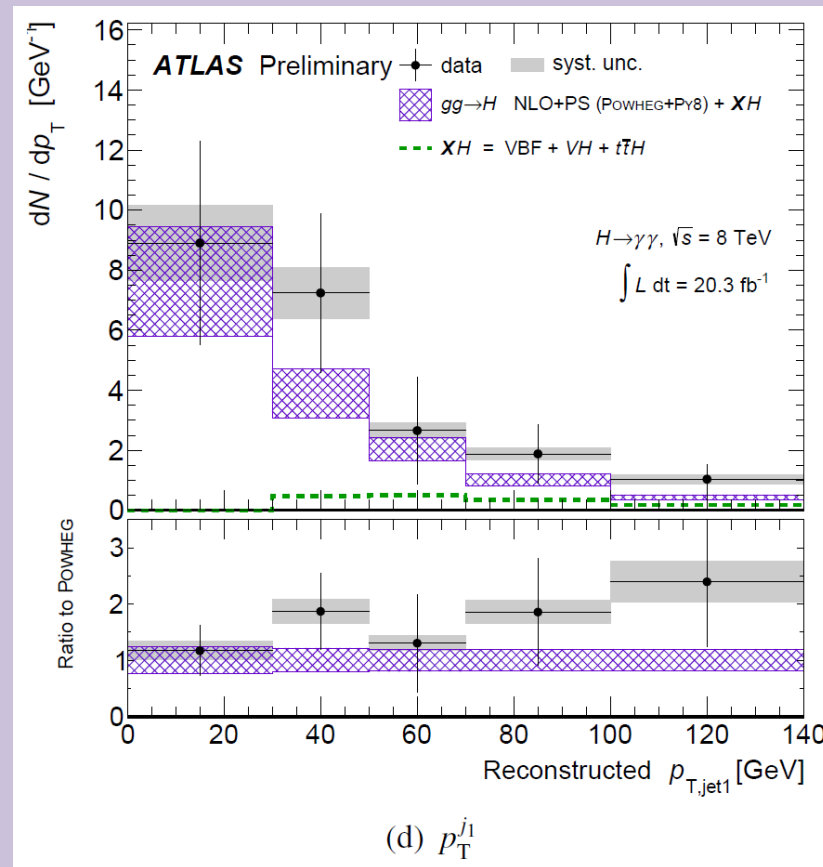 ATLAS Preliminary
data
syst. unc.
gg→H NLO+PS (POWHEG+PY8) + XH
XH = VBF + VH + tt̄H
H→γγ, √s = 8 TeV
∫ L dt = 20.3 fb⁻¹
dN / dp_T [GeV⁻¹]
16
14
12
10
8
6
4
2
0
Ratio to POWHEG
3
2
1
0
0 20 40 60 80 100 120 140
Reconstructed p_T,jet1 [GeV]
(d) p_T^j₁